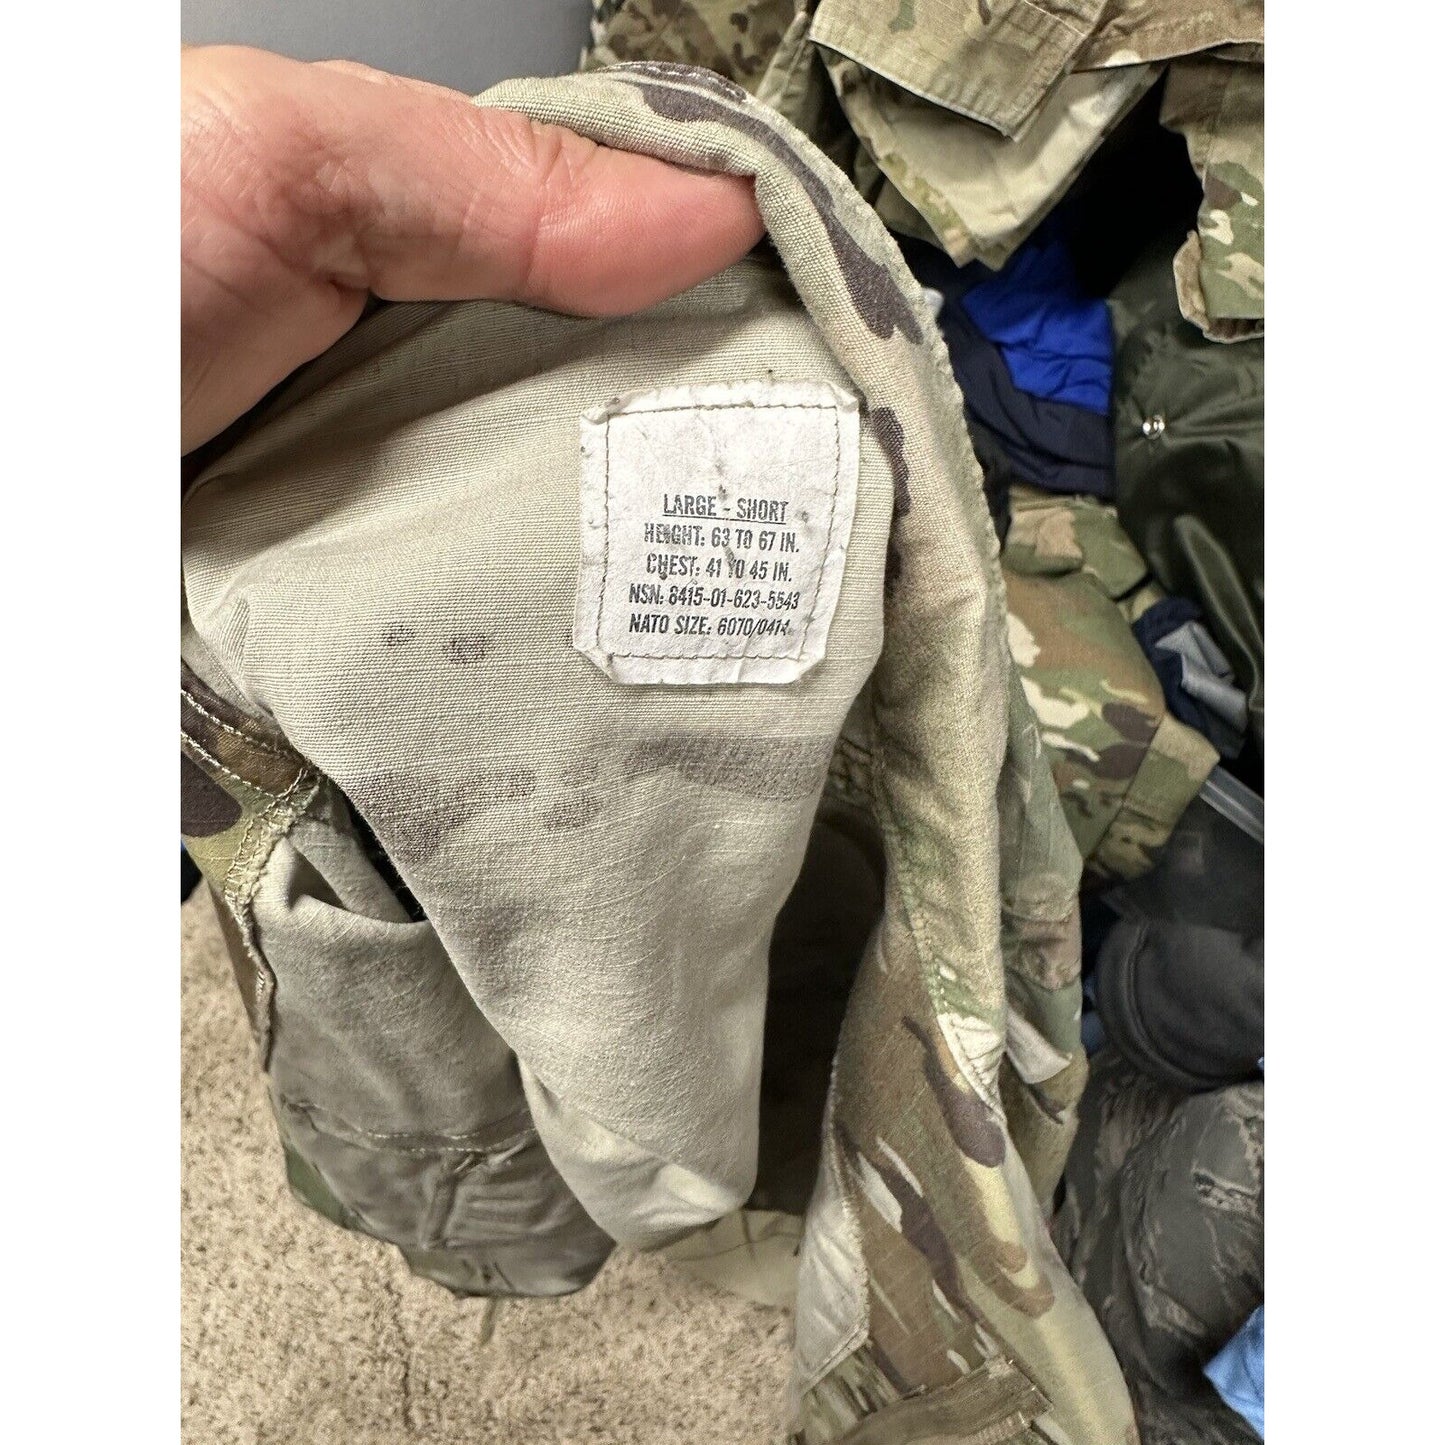 LARGE - SHORT
HEIGHT: 63 TO 67 IN.
CHEST: 41 TO 45 IN.
NSN: 8415-01-623-5543
NATO SIZE: 6070/0414